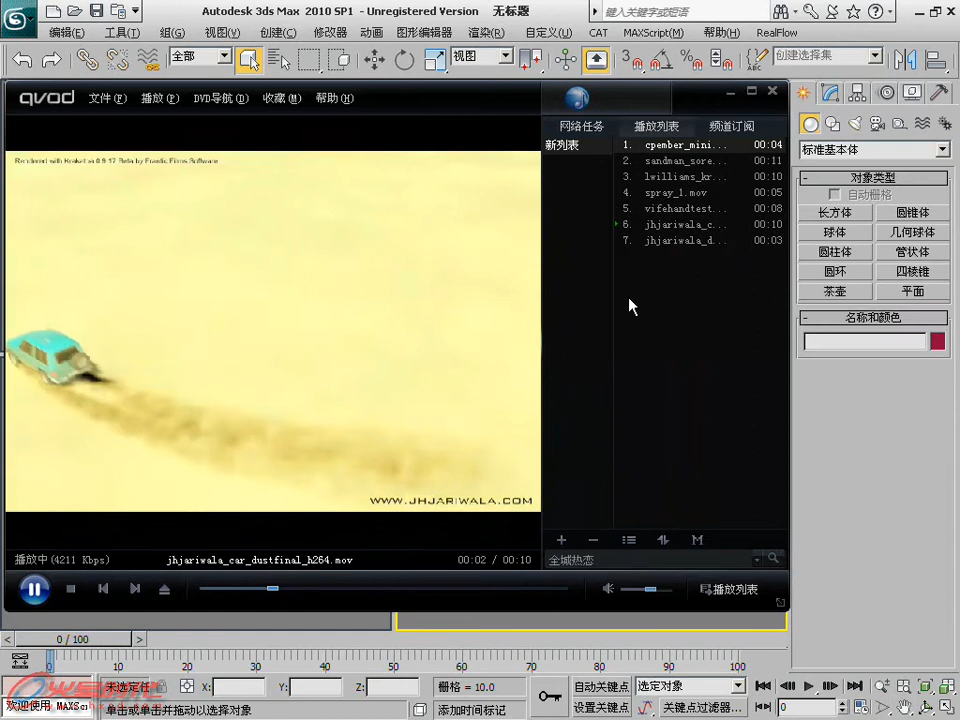 Autodesk 3ds Max 2010 SP1 - Unregistered Version 无标题
键入关键字或短语
编辑(E) 工具(T) 组(G) 视图(V) 创建(C) 修改器 动画 图形编辑器 渲染(R) 自定义(U) CAT MAXScript(M) 帮助(H) RealFlow
全部 视图 创建选择集
qvod 文件(F) 播放(P) DVD导航(D) 收藏(M) 帮助(H)
网络任务 播放列表 频道订阅
新列表
1. cpember_mini... 00:04
2. sandman_sore... 00:11
3. lwilliams_kr... 00:10
4. spray_1.mov 00:05
5. vifehandtest... 00:08
6. jhjariwala_c... 00:10
7. jhjariwala_d... 00:03
WWW.JHJARIWALA.COM
全城热恋
播放中(4211 Kbps) jhjariwala_car_dustfinal_h264.mov 00:02 / 00:10
播放列表
标准基本体
- 对象类型
自动栅格
长方体 圆锥体
球体 几何球体
圆柱体 管状体
圆环 四棱锥
茶壶 平面
- 名称和颜色
< 0 / 100 >
0 10 20 30 40 50 60 70 80 90 100
未选定任 X: Y: Z: 栅格 = 10.0 自动关键点 选定对象
欢迎使用 MAXSc 单击或单击并拖动以选择对象 添加时间标记 设置关键点 关键点过滤器... 0